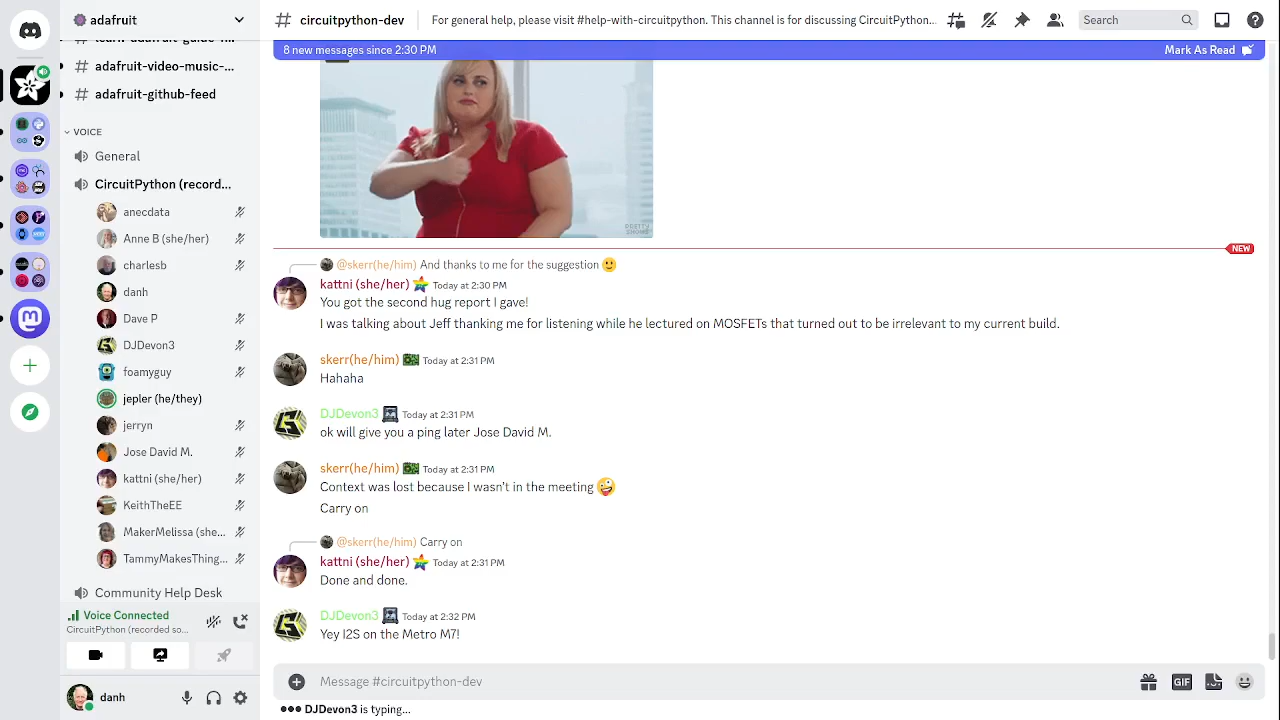 adafruit
# circuitpython-dev
For general help, please visit #help-with-circuitpython. This channel is for discussing CircuitPython...
Search
8 new messages since 2:30 PM
Mark As Read
# adafruit-video-music-...
# adafruit-github-feed
VOICE
General
CircuitPython (record...
anecdata
Anne B (she/her)
charlesb
danh
Dave P
DJDevon3
foamyguy
jepler (he/they)
jerryn
Jose David M.
kattni (she/her)
KeithTheEE
MakerMelissa (she...
TammyMakesThing...
Community Help Desk
Voice Connected
CircuitPython (recorded so...
danh
PRETTY
NEW
@skerr(he/him) And thanks to me for the suggestion
kattni (she/her) Today at 2:30 PM
You got the second hug report I gave!
I was talking about Jeff thanking me for listening while he lectured on MOSFETs that turned out to be irrelevant to my current build.
skerr(he/him) Today at 2:31 PM
Hahaha
DJDevon3 Today at 2:31 PM
ok will give you a ping later Jose David M.
skerr(he/him) Today at 2:31 PM
Context was lost because I wasn't in the meeting
Carry on
@skerr(he/him) Carry on
kattni (she/her) Today at 2:31 PM
Done and done.
DJDevon3 Today at 2:32 PM
Yey I2S on the Metro M7!
Message #circuitpython-dev
GIF
DJDevon3 is typing...